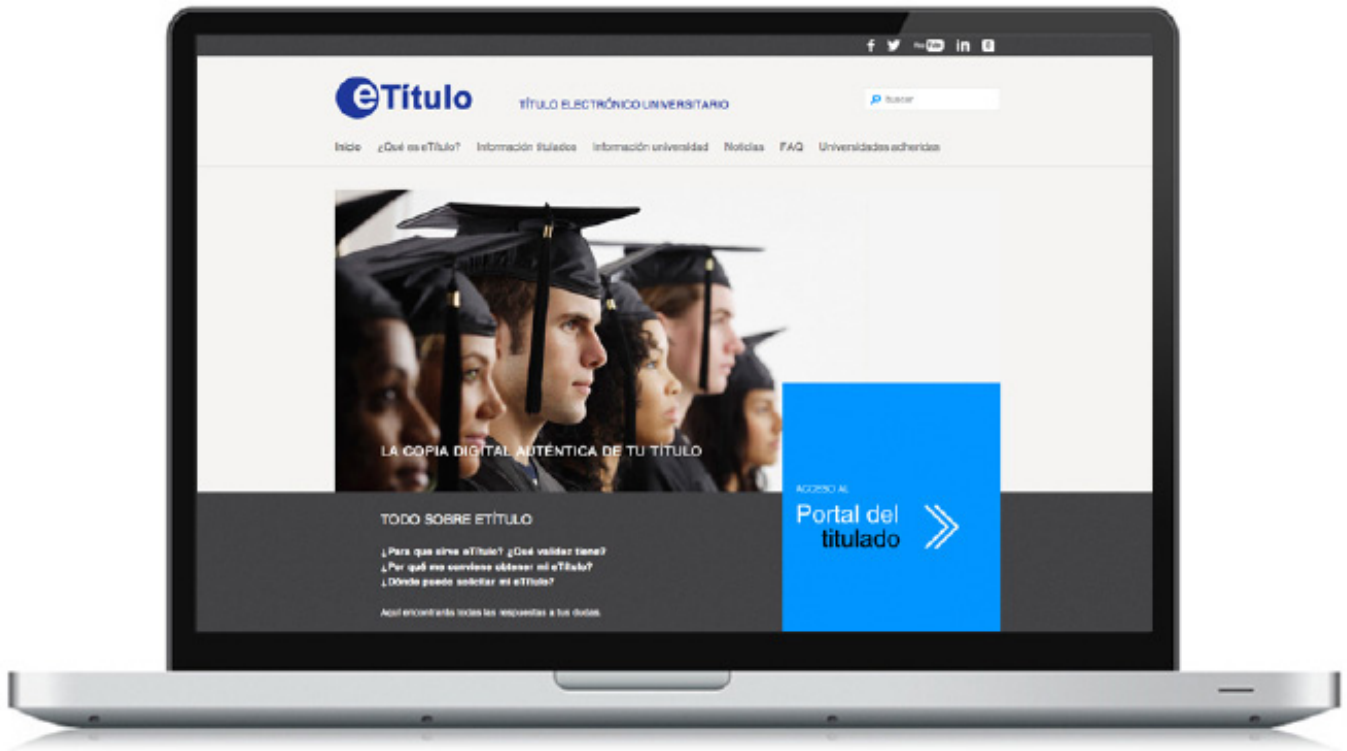 f You Tube in
eTítulo
TÍTULO ELECTRÓNICO UNIVERSITARIO
buscar
Inicio ¿Qué es eTítulo? Información titulados Información universidad Noticias FAQ Universidades adheridas
LA COPIA DIGITAL AUTÉNTICA DE TU TÍTULO
TODO SOBRE ETÍTULO
¿Para que sirve eTítulo? ¿Qué validez tiene?
¿Por qué me conviene obtener mi eTítulo?
¿Dónde puedo solicitar mi eTítulo?
Aquí encontrarás todas las respuestas a tus dudas.
ACCESO AL
Portal del
titulado